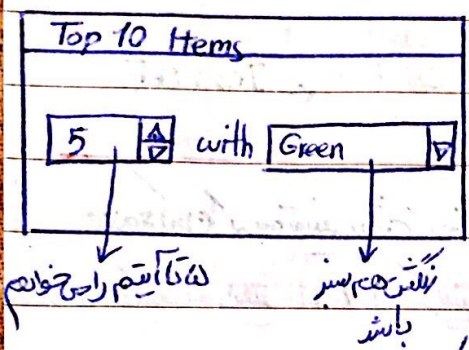 Top 10 Items
5 with Green
۵ تا آیتم را می‌خواهم
رنگش هم سبز
باشد